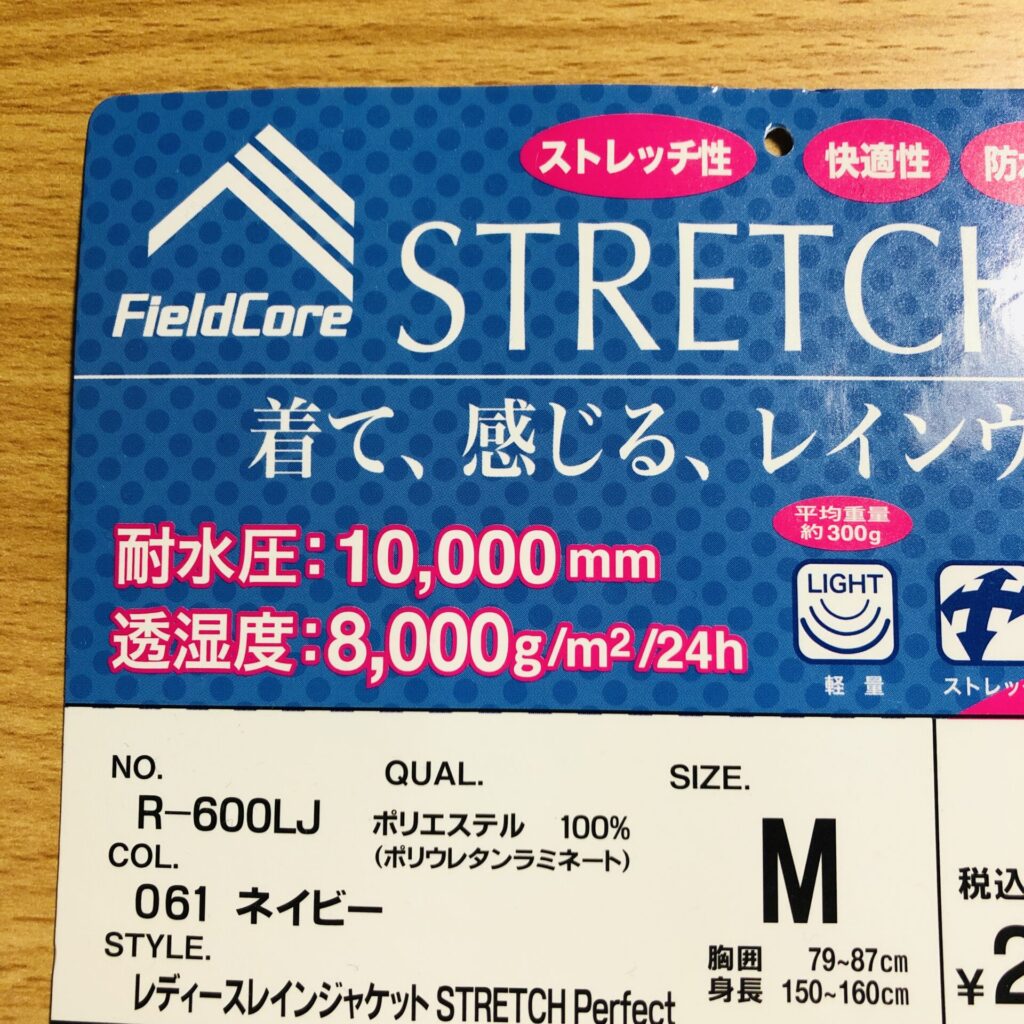 ストレッチ性 快適性
FieldCore
STRETCH
着て、感じる、レイン
平均重量
約300g
耐水圧:10,000mm
透湿度:8,000g/m²/24h
LIGHT
軽量 ストレッ
NO. QUAL. SIZE.
R-600LJ ポリエステル 100% M
(ポリウレタンラミネート)
COL.
061 ネイビー
STYLE.
レディースレインジャケット STRETCH Perfect
胸囲 79~87cm
身長 150~160cm
税込
¥2